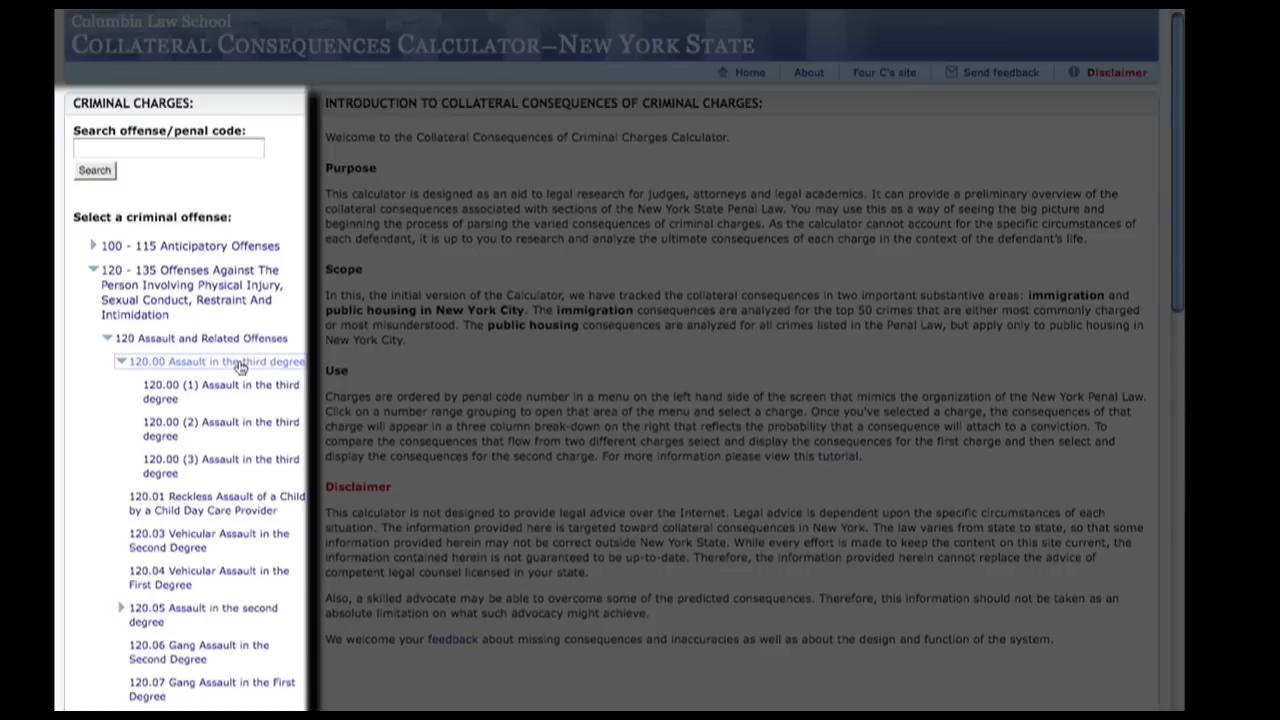 Columbia Law School
COLLATERAL CONSEQUENCES CALCULATOR—NEW YORK STATE
Home
About
Four C's site
Send feedback
Disclaimer
CRIMINAL CHARGES:
Search offense/penal code:
Search
Select a criminal offense:
100 - 115 Anticipatory Offenses
120 - 135 Offenses Against The
Person Involving Physical Injury,
Sexual Conduct, Restraint And
Intimidation
120 Assault and Related Offenses
120.00 Assault in the third degree
120.00 (1) Assault in the third
degree
120.00 (2) Assault in the third
degree
120.00 (3) Assault in the third
degree
120.01 Reckless Assault of a Child
by a Child Day Care Provider
120.03 Vehicular Assault in the
Second Degree
120.04 Vehicular Assault in the
First Degree
120.05 Assault in the second
degree
120.06 Gang Assault in the
Second Degree
120.07 Gang Assault in the First
Degree
INTRODUCTION TO COLLATERAL CONSEQUENCES OF CRIMINAL CHARGES:
Welcome to the Collateral Consequences of Criminal Charges Calculator.
Purpose
This calculator is designed as an aid to legal research for judges, attorneys and legal academics. It can provide a preliminary overview of the
collateral consequences associated with sections of the New York State Penal Law. You may use this as a way of seeing the big picture and
beginning the process of parsing the varied consequences of criminal charges. As the calculator cannot account for the specific circumstances of
each defendant, it is up to you to research and analyze the ultimate consequences of each charge in the context of the defendant's life.
Scope
In this, the initial version of the Calculator, we have tracked the collateral consequences in two important substantive areas: immigration and
public housing in New York City. The immigration consequences are analyzed for the top 50 crimes that are either most commonly charged
or most misunderstood. The public housing consequences are analyzed for all crimes listed in the Penal Law, but apply only to public housing in
New York City.
Use
Charges are ordered by penal code number in a menu on the left hand side of the screen that mimics the organization of the New York Penal Law.
Click on a number range grouping to open that area of the menu and select a charge. Once you've selected a charge, the consequences of that
charge will appear in a three column break-down on the right that reflects the probability that a consequence will attach to a conviction. To
compare the consequences that flow from two different charges select and display the consequences for the first charge and then select and
display the consequences for the second charge. For more information please view this tutorial.
Disclaimer
This calculator is not designed to provide legal advice over the Internet. Legal advice is dependent upon the specific circumstances of each
situation. The information provided here is targeted toward collateral consequences in New York. The law varies from state to state, so that some
information provided herein may not be correct outside New York State. While every effort is made to keep the content on this site current, the
information contained herein is not guaranteed to be up-to-date. Therefore, the information provided herein cannot replace the advice of
competent legal counsel licensed in your state.
Also, a skilled advocate may be able to overcome some of the predicted consequences. Therefore, this information should not be taken as an
absolute limitation on what such advocacy might achieve.
We welcome your feedback about missing consequences and inaccuracies as well as about the design and function of the system.